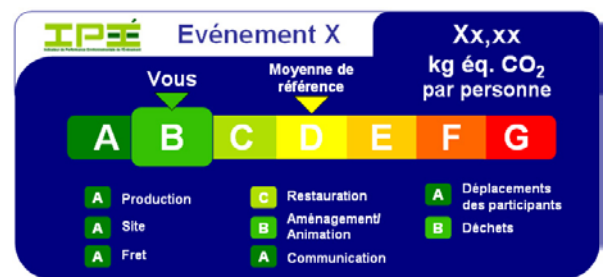 IPÉ
Evénement X
Xx,xx
kg éq. CO2
par personne
Vous
Moyenne de
référence
A B C D E F G
A Production
A Site
A Fret
C Restauration
B Aménagement/
Animation
A Communication
A Déplacements
des participants
B Déchets